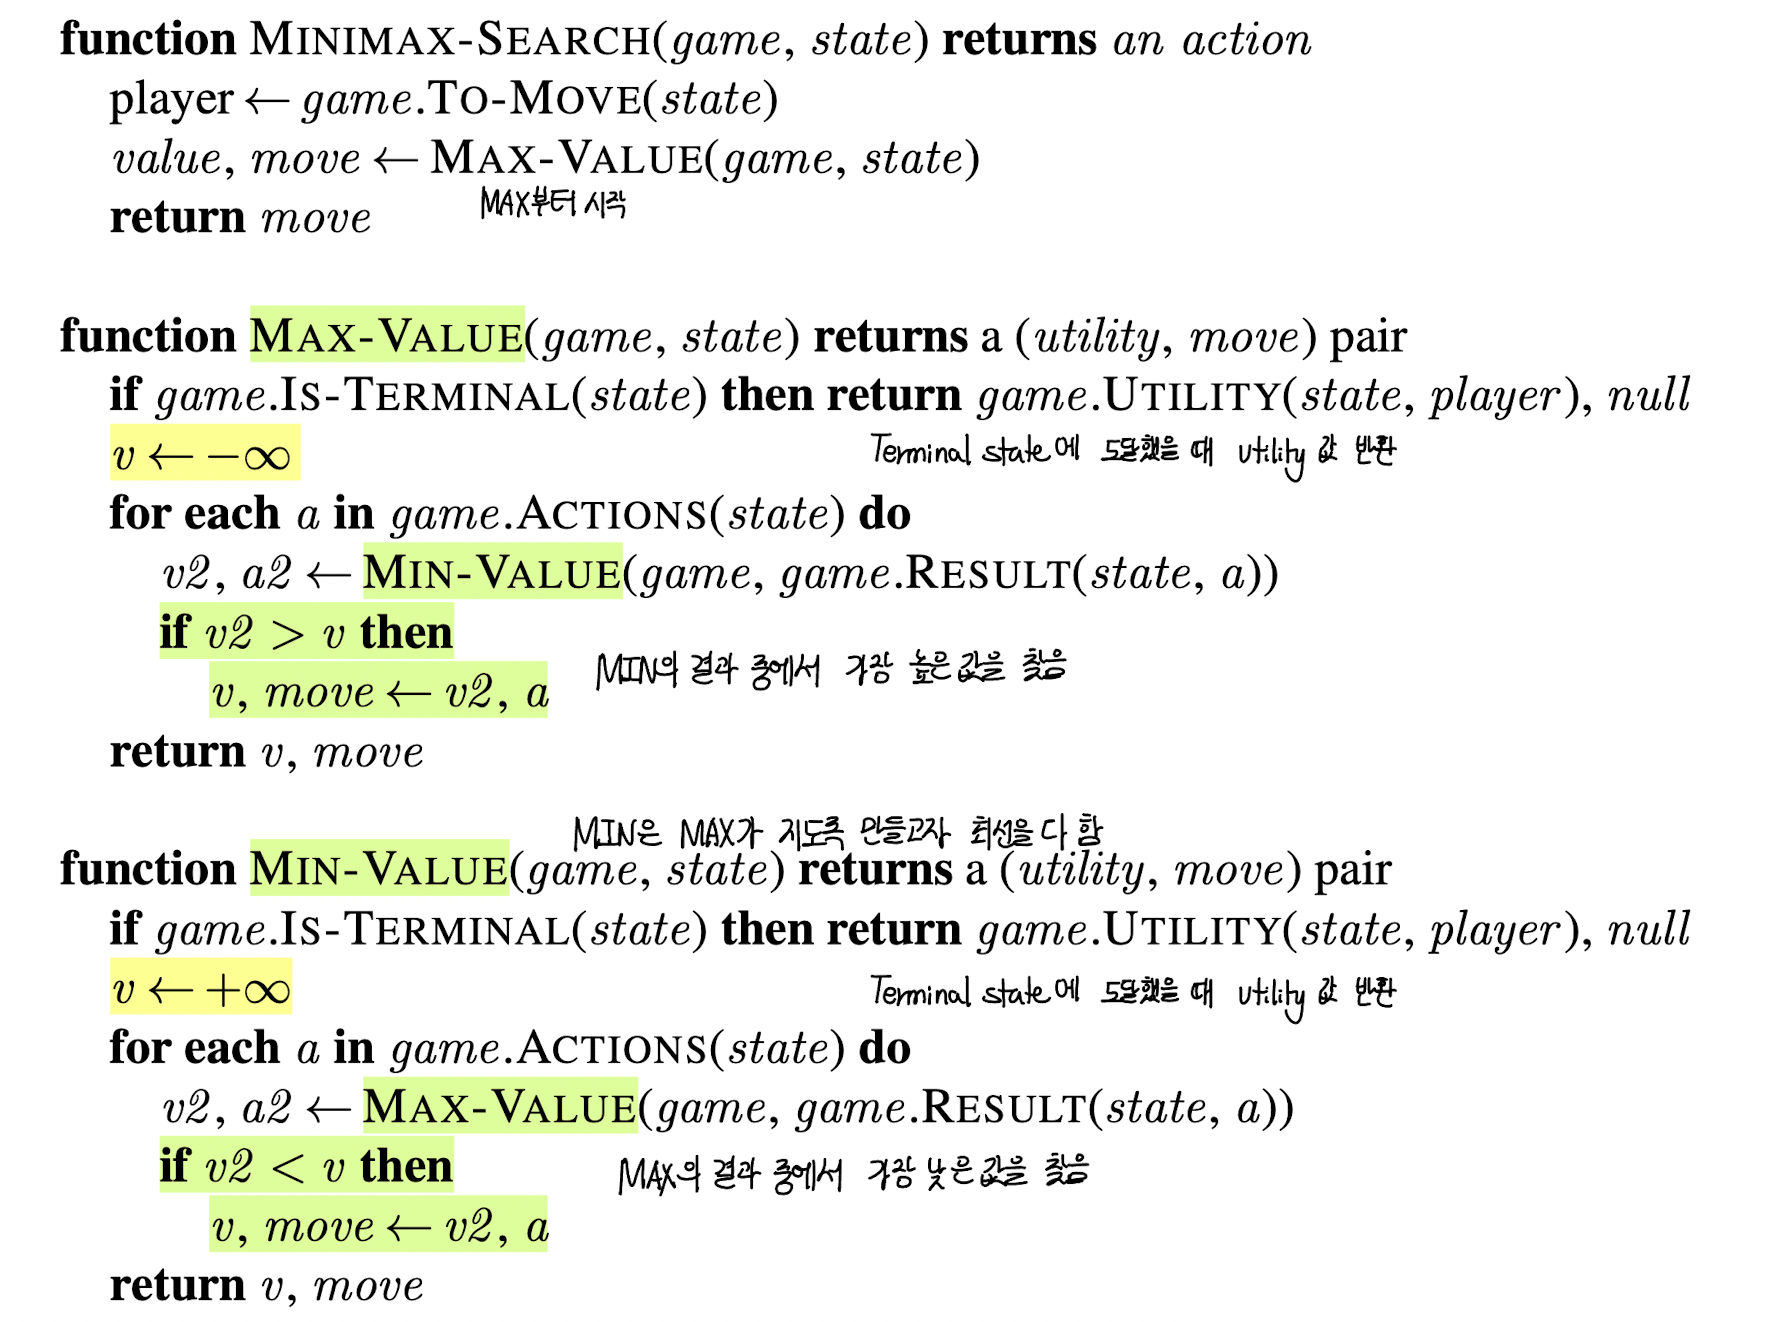 function MINIMAX-SEARCH(game, state) returns an action
player ← game.TO-MOVE(state)
value, move ← MAX-VALUE(game, state)
MAX부터 시작
return move
function MAX-VALUE(game, state) returns a (utility, move) pair
if game.IS-TERMINAL(state) then return game.UTILITY(state, player), null
Terminal state에 도달했을 때 utility 값 반환
v ← −∞
for each a in game.ACTIONS(state) do
v2, a2 ← MIN-VALUE(game, game.RESULT(state, a))
if v2 > v then
MIN의 결과 중에서 가장 높은 값을 찾음
v, move ← v2, a
return v, move
MIN은 MAX가 지도록 만들고자 최선을 다 함
function MIN-VALUE(game, state) returns a (utility, move) pair
if game.IS-TERMINAL(state) then return game.UTILITY(state, player), null
Terminal state에 도달했을 때 utility 값 반환
v ← +∞
for each a in game.ACTIONS(state) do
v2, a2 ← MAX-VALUE(game, game.RESULT(state, a))
if v2 < v then
MAX의 결과 중에서 가장 낮은 값을 찾음
v, move ← v2, a
return v, move